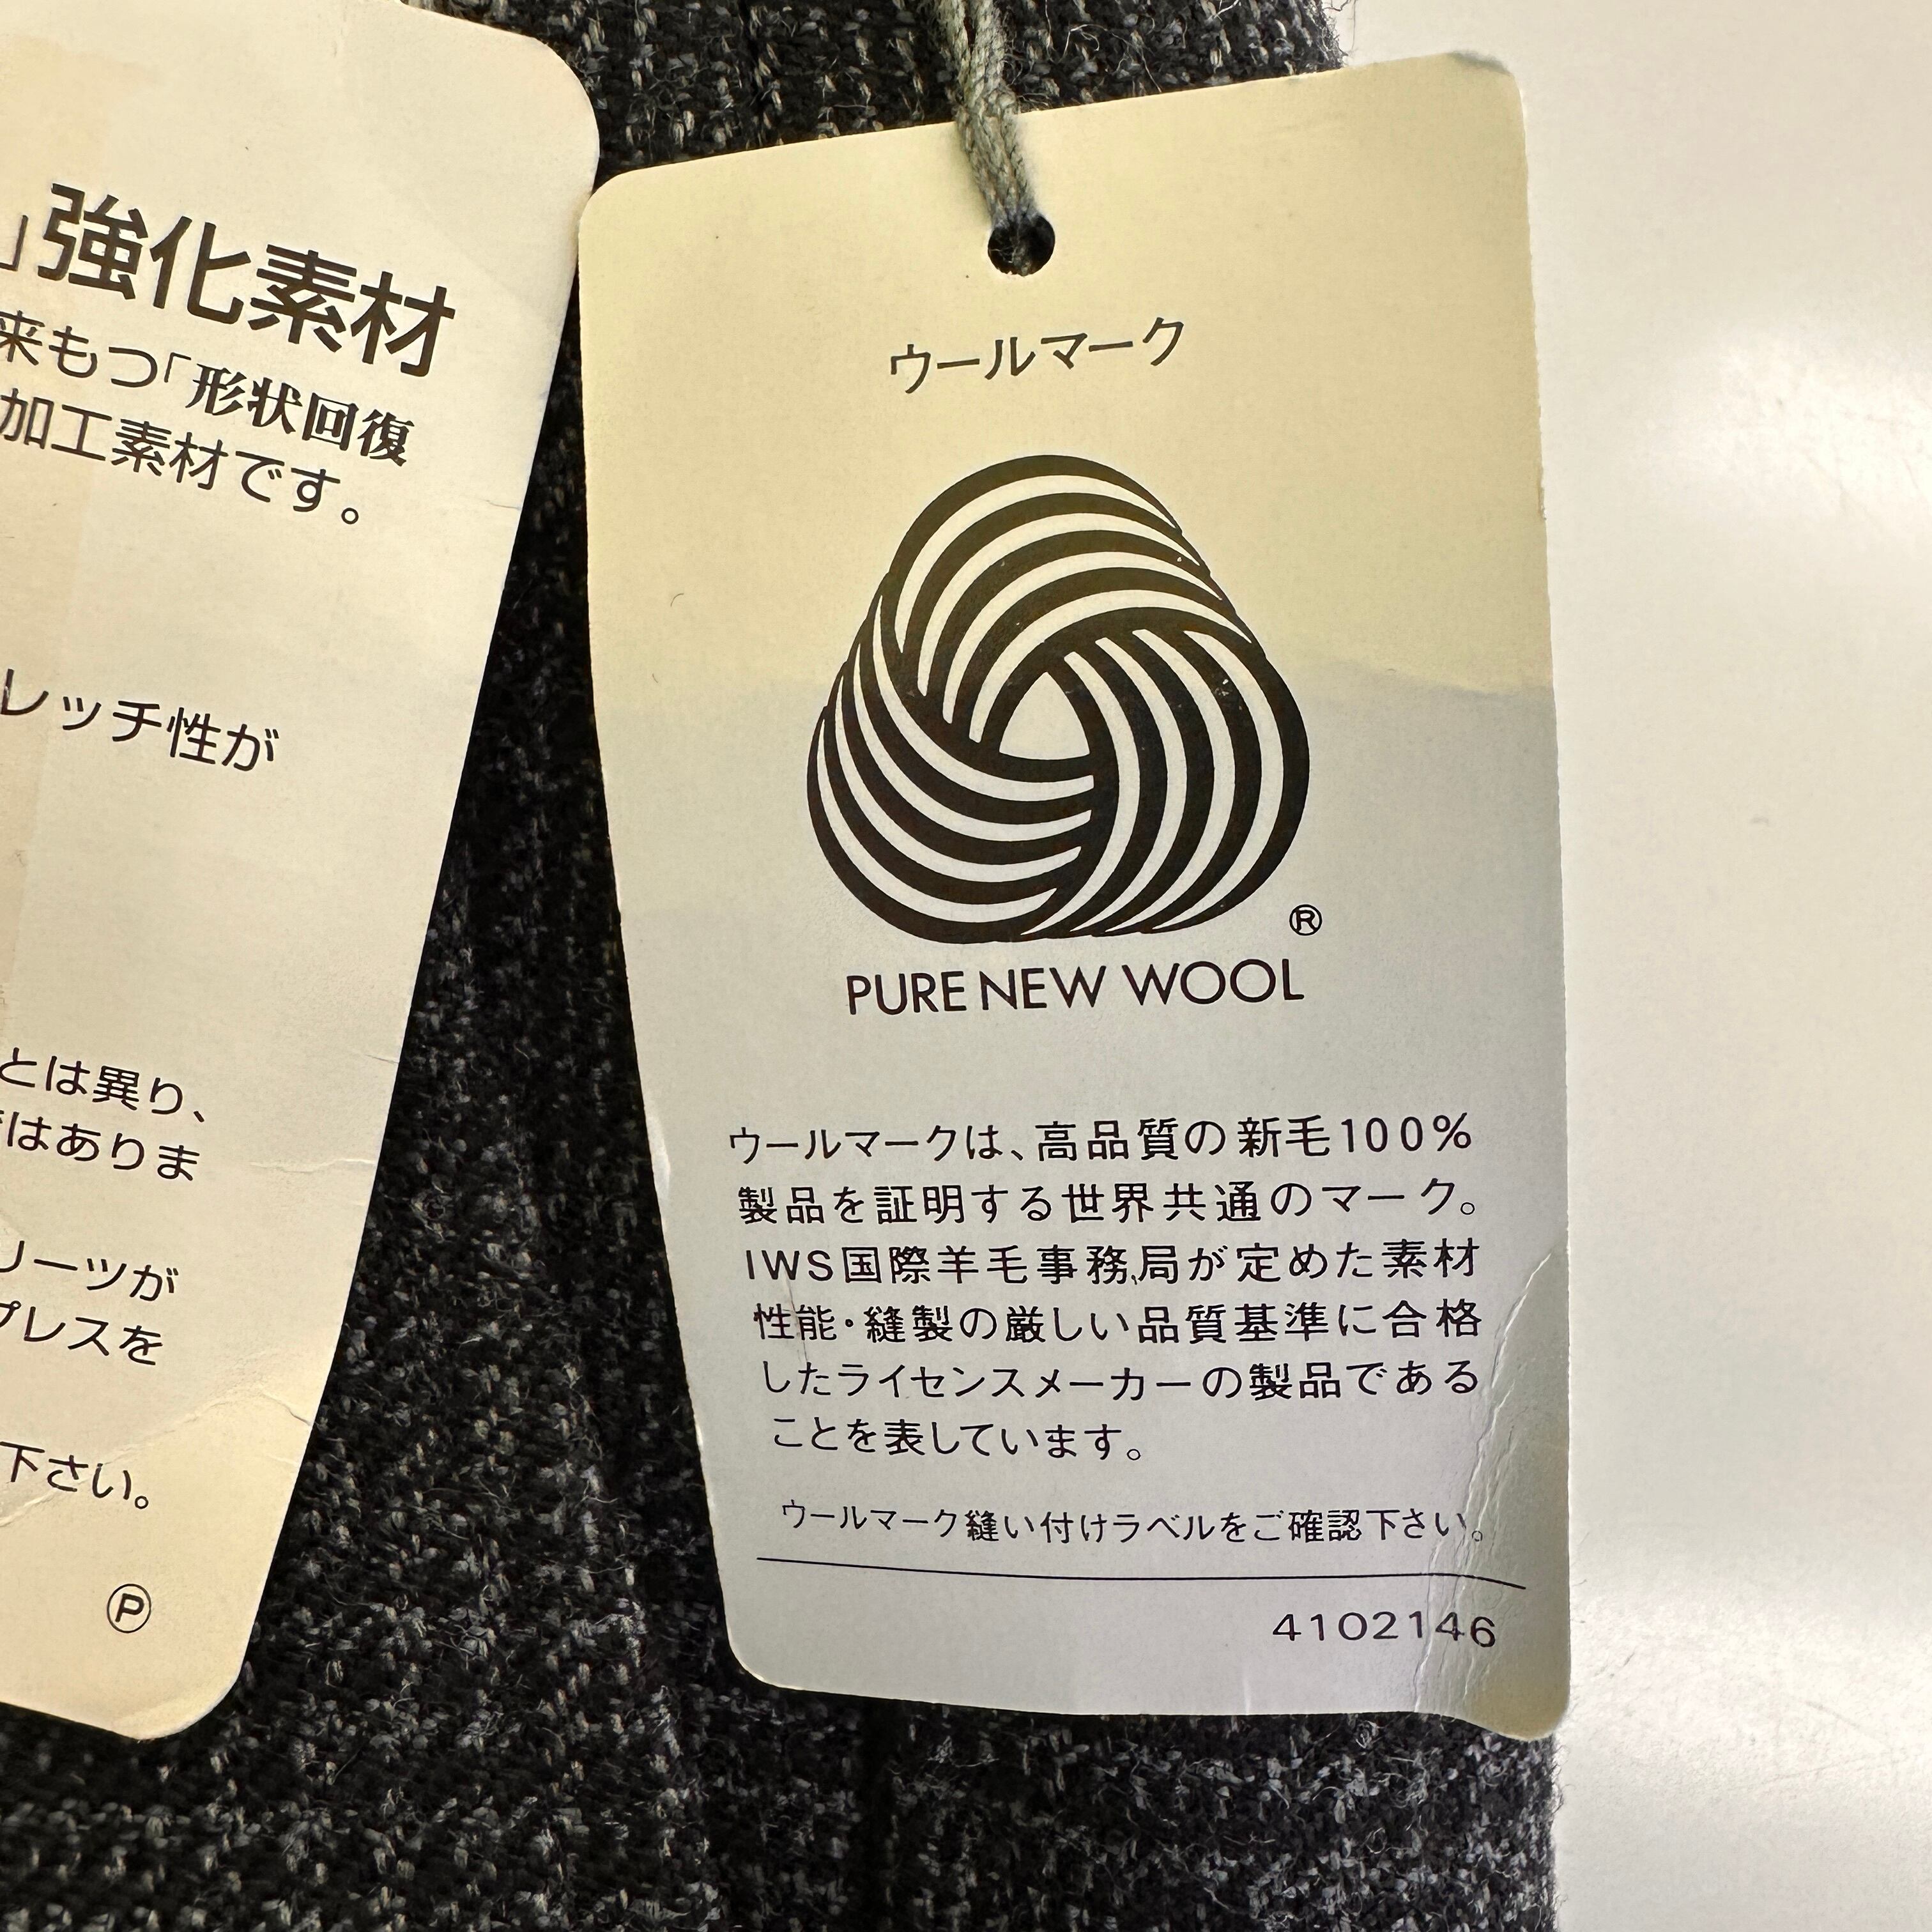 」強化素材
来もつ「形状回復
加工素材です。
レッチ性が
とは異り、
ではありま
リーツが
プレスを
下さい。
Ⓟ
ウールマーク
®
PURE NEW WOOL
ウールマークは、高品質の新毛100%
製品を証明する世界共通のマーク。
IWS国際羊毛事務局が定めた素材
性能・縫製の厳しい品質基準に合格
したライセンスメーカーの製品である
ことを表しています。
ウールマーク縫い付けラベルをご確認下さい。
4102146